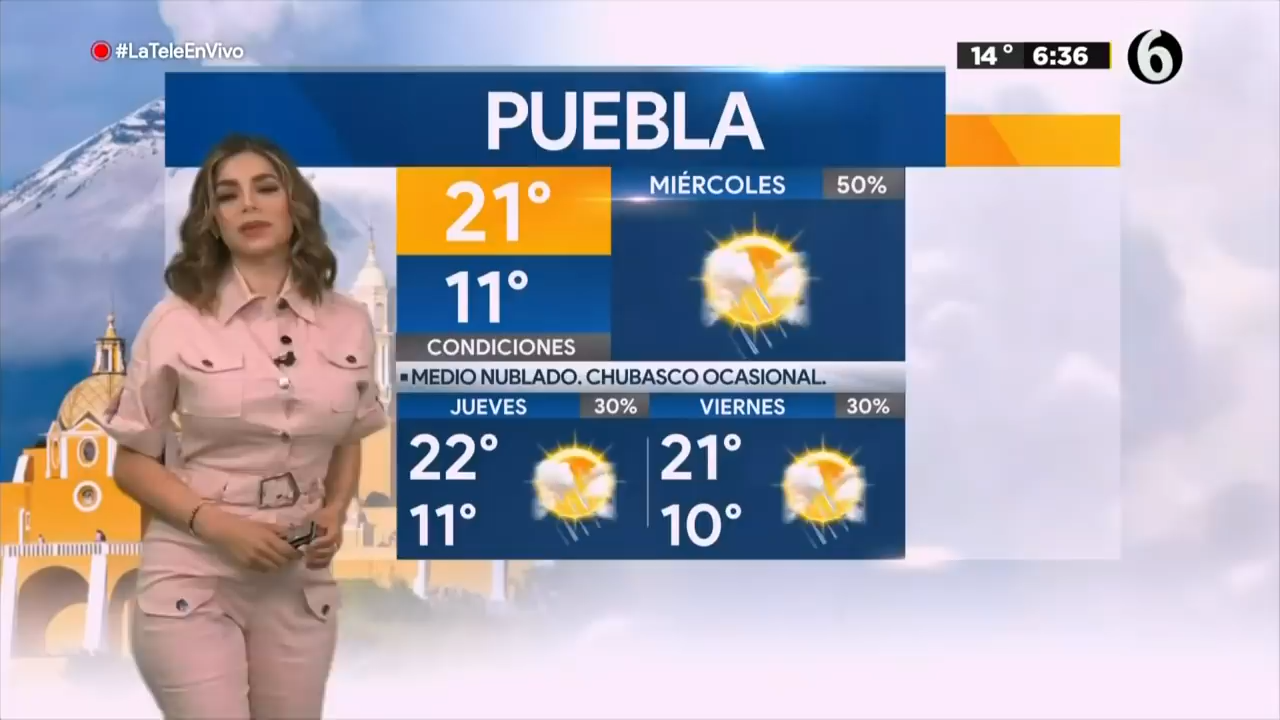 #LaTeleEnVivo
14° 6:36 6
PUEBLA
21° MIÉRCOLES 50%
11°
CONDICIONES
▪MEDIO NUBLADO. CHUBASCO OCASIONAL.
JUEVES 30% VIERNES 30%
22° 21°
11° 10°